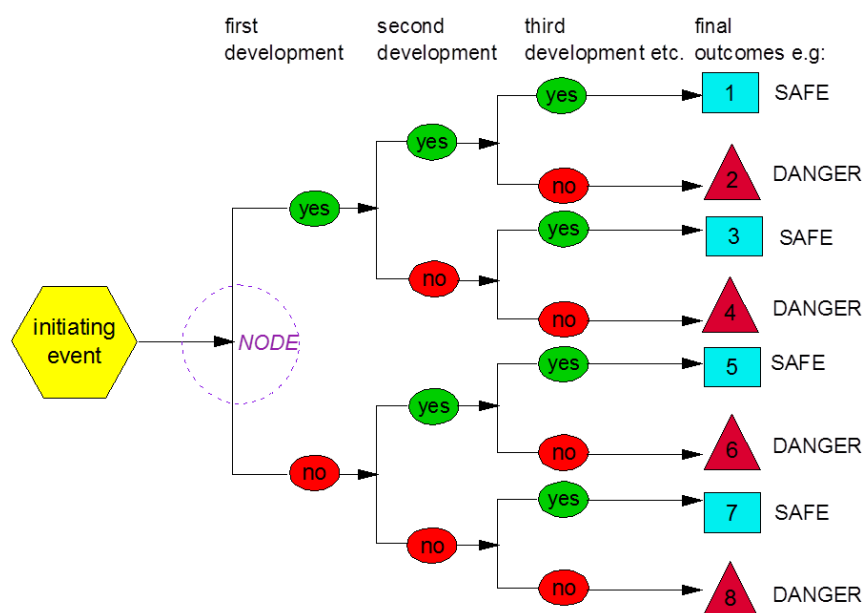 first development
second development
third development etc.
final outcomes e.g:
yes
yes
1
SAFE
yes
no
2
DANGER
yes
yes
3
SAFE
no
no
4
DANGER
initiating event
NODE
yes
5
SAFE
yes
no
6
DANGER
no
yes
7
SAFE
no
no
8
DANGER